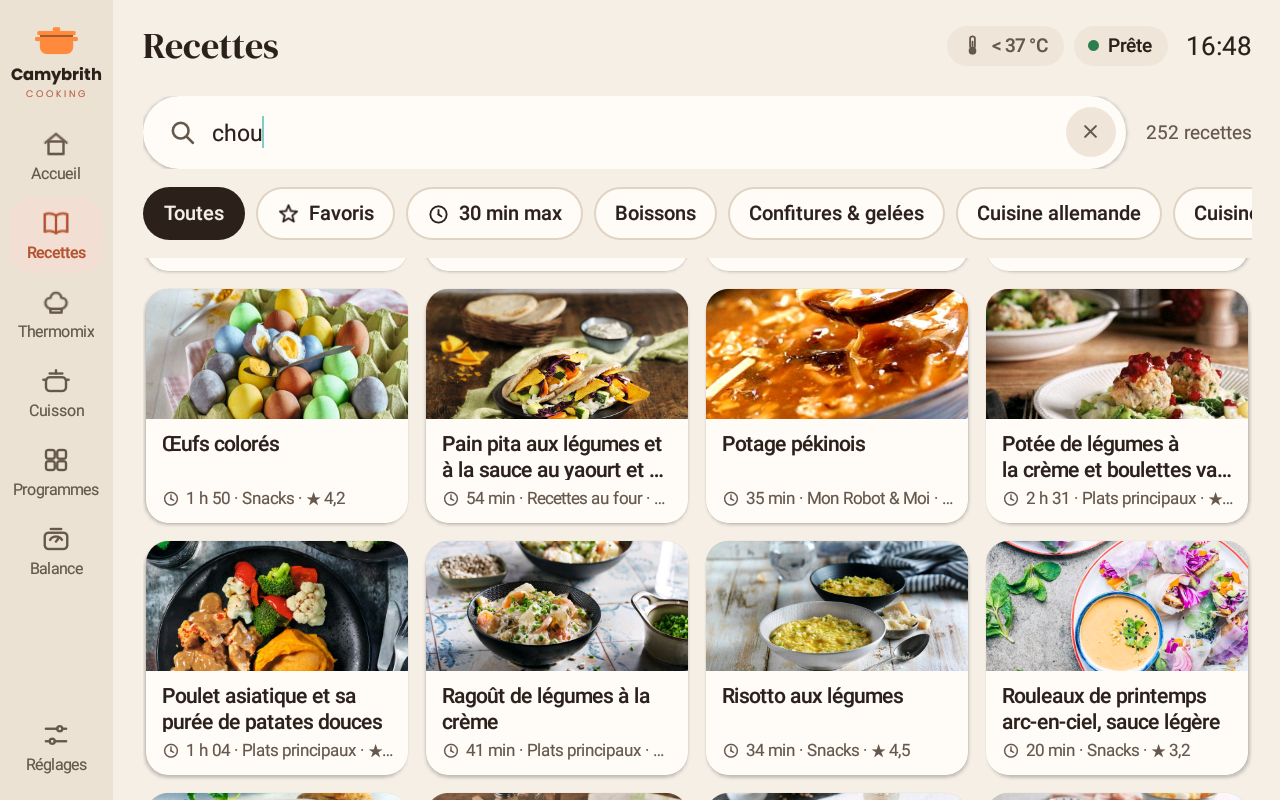 Camybrith
COOKING
Accueil
Recettes
Thermomix
Cuisson
Programmes
Balance
Réglages
Recettes
< 37 °C
Prête
16:48
chou
252 recettes
Toutes
Favoris
30 min max
Boissons
Confitures & gelées
Cuisine allemande
Cuisine
Œufs colorés
1 h 50 · Snacks · ★ 4,2
Pain pita aux légumes et
à la sauce au yaourt et ...
54 min · Recettes au four · ...
Potage pékinois
35 min · Mon Robot & Moi · ...
Potée de légumes à
la crème et boulettes va...
2 h 31 · Plats principaux · ★...
Poulet asiatique et sa
purée de patates douces
1 h 04 · Plats principaux · ★...
Ragoût de légumes à la
crème
41 min · Plats principaux · ...
Risotto aux légumes
34 min · Snacks · ★ 4,5
Rouleaux de printemps
arc-en-ciel, sauce légère
20 min · Snacks · ★ 3,2